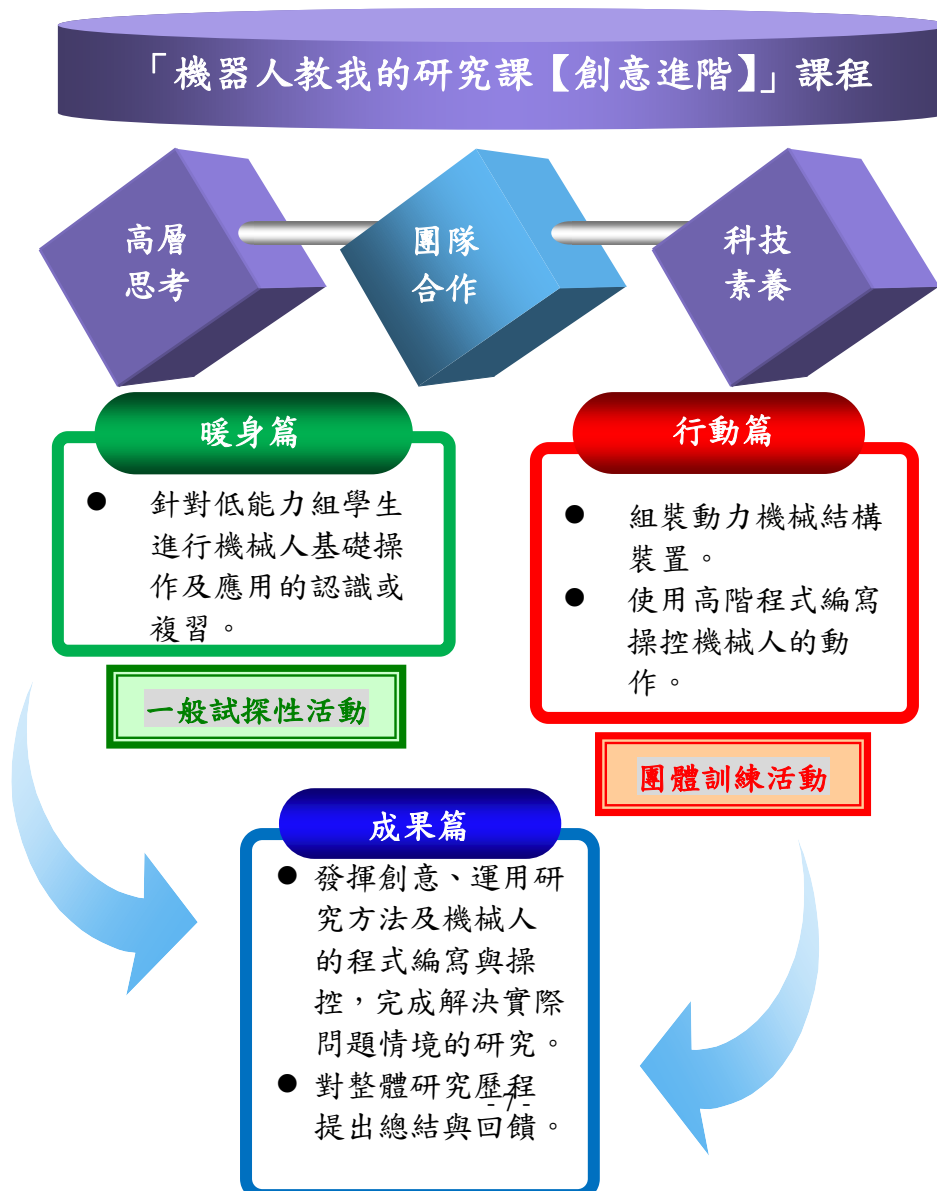 「機器人教我的研究課【創意進階】」課程
高層
思考
團隊
合作
科技
素養
暖身篇
● 針對低能力組學生
進行機械人基礎操
作及應用的認識或
複習。
一般試探性活動
行動篇
● 組裝動力機械結構
裝置。
● 使用高階程式編寫
操控機械人的動
作。
團體訓練活動
成果篇
● 發揮創意、運用研
究方法及機械人
的程式編寫與操
控，完成解決實際
問題情境的研究。
● 對整體研究歷程
提出總結與回饋。
- 7 -